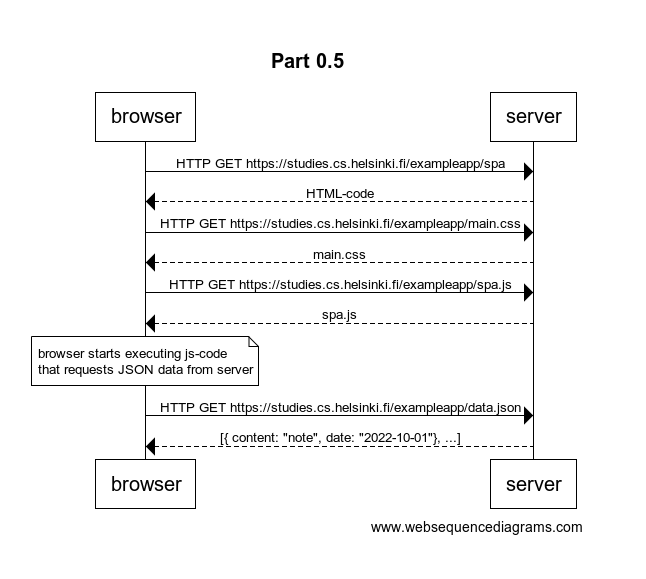 Part 0.5
browser
server
HTTP GET https://studies.cs.helsinki.fi/exampleapp/spa
HTML-code
HTTP GET https://studies.cs.helsinki.fi/exampleapp/main.css
main.css
HTTP GET https://studies.cs.helsinki.fi/exampleapp/spa.js
spa.js
browser starts executing js-code
that requests JSON data from server
HTTP GET https://studies.cs.helsinki.fi/exampleapp/data.json
[{ content: "note", date: "2022-10-01"}, ...]
browser
server
www.websequencediagrams.com